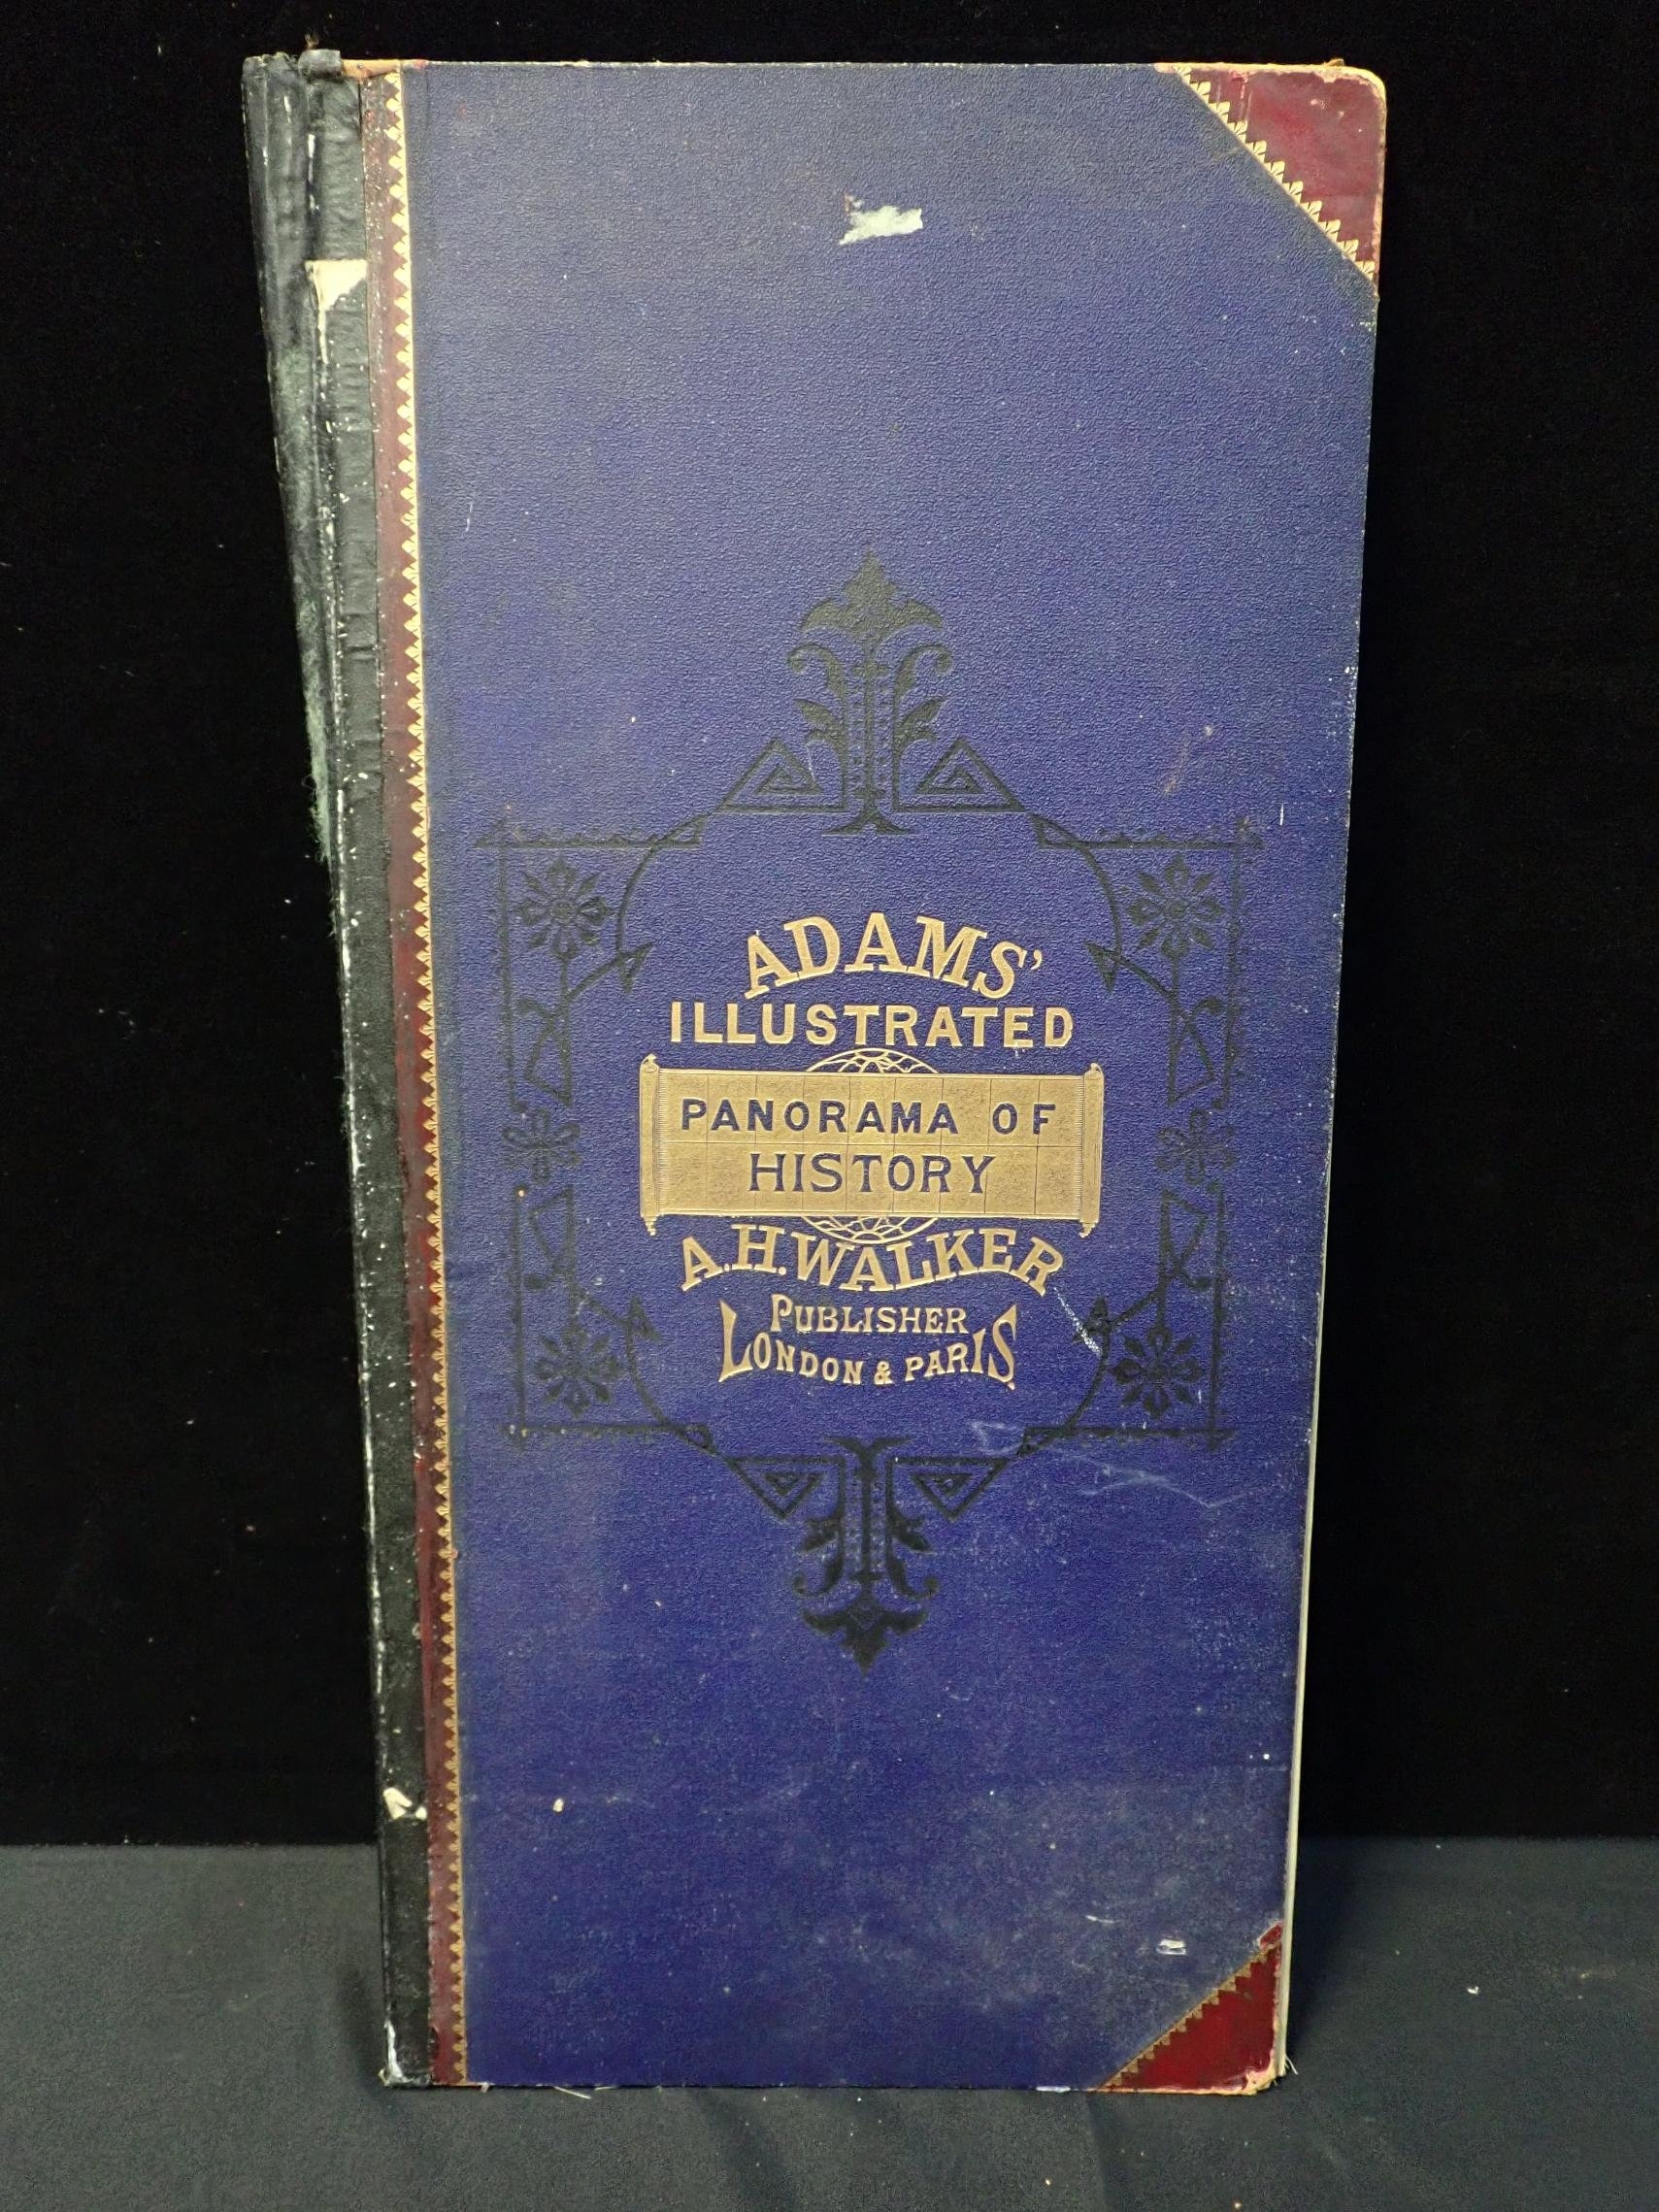 ADAMS'
ILLUSTRATED
PANORAMA OF
HISTORY
A.H.WALKER
PUBLISHER
LONDON & PARIS